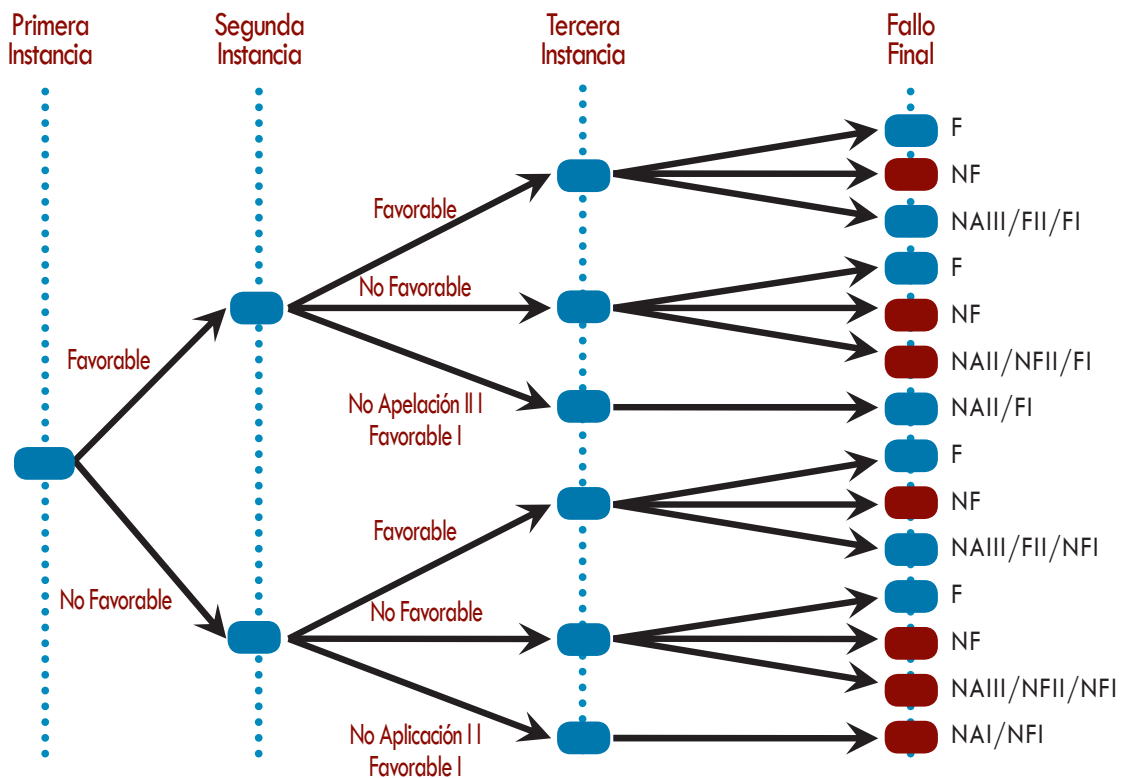 Primera
Instancia
Segunda
Instancia
Tercera
Instancia
Fallo
Final
F
NF
Favorable
NAIII/FII/FI
F
No Favorable
NF
Favorable
NAII/NFII/FI
No Apelación II I
Favorable I
NAII/FI
F
NF
Favorable
NAIII/FII/NFI
F
No Favorable
No Favorable
NF
NAIII/NFII/NFI
No Aplicación I I
Favorable I
NAI/NFI